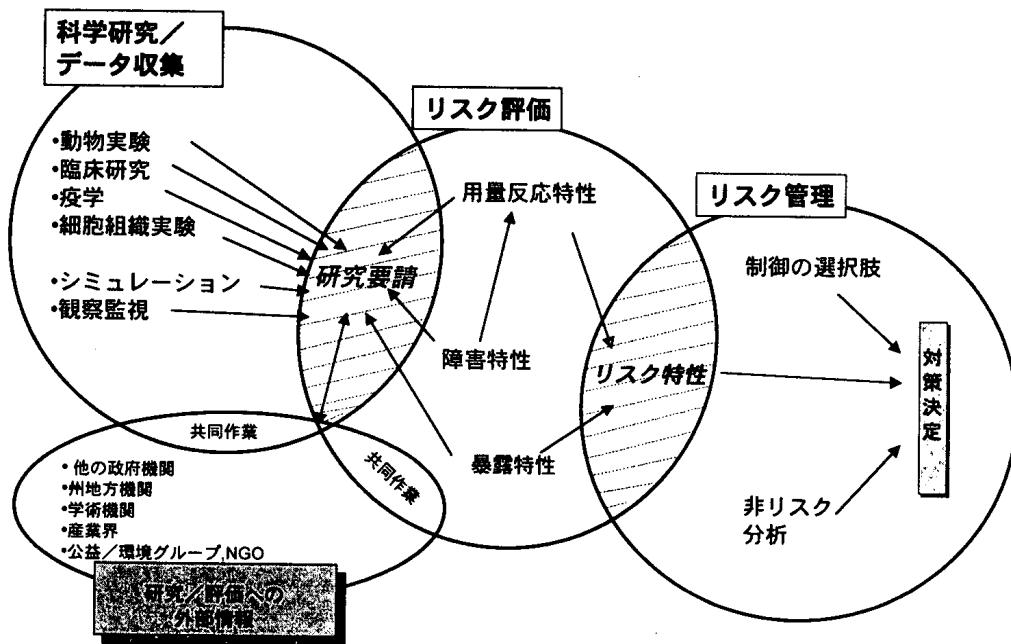 科学研究／
データ収集
•動物実験
•臨床研究
•疫学
•細胞組織実験
•シミュレーション
•観察監視
研究要請
リスク評価
用量反応特性
障害特性
暴露特性
リスク管理
制御の選択肢
リスク特性
対策決定
非リスク
分析
共同作業
共同作業
• 他の政府機関
•州地方機関
•学術機関
•産業界
•公益／環境グループ,NGO
研究／評価への
外部情報